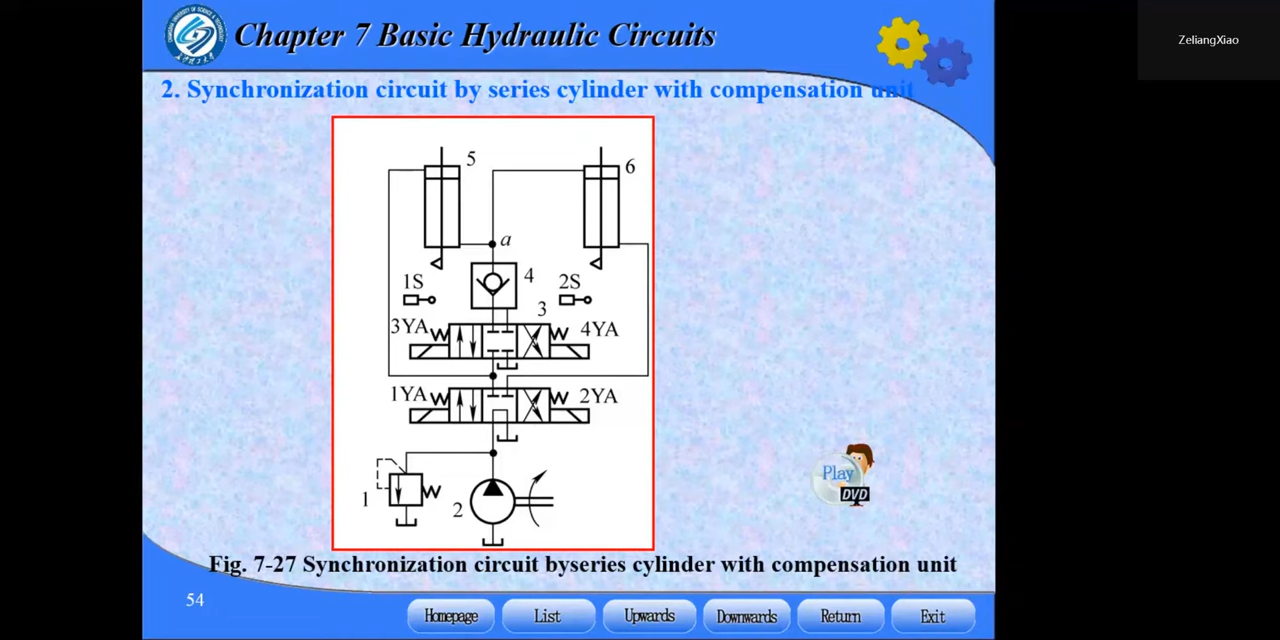 Chapter 7 Basic Hydraulic Circuits
ZeliangXiao
2. Synchronization circuit by series cylinder with compensation unit
5
6
a
1S
4
2S
3
3YA
4YA
1YA
2YA
1
2
Play
DVD
Fig. 7-27 Synchronization circuit byseries cylinder with compensation unit
54
Homepage
List
Upwards
Downwards
Return
Exit